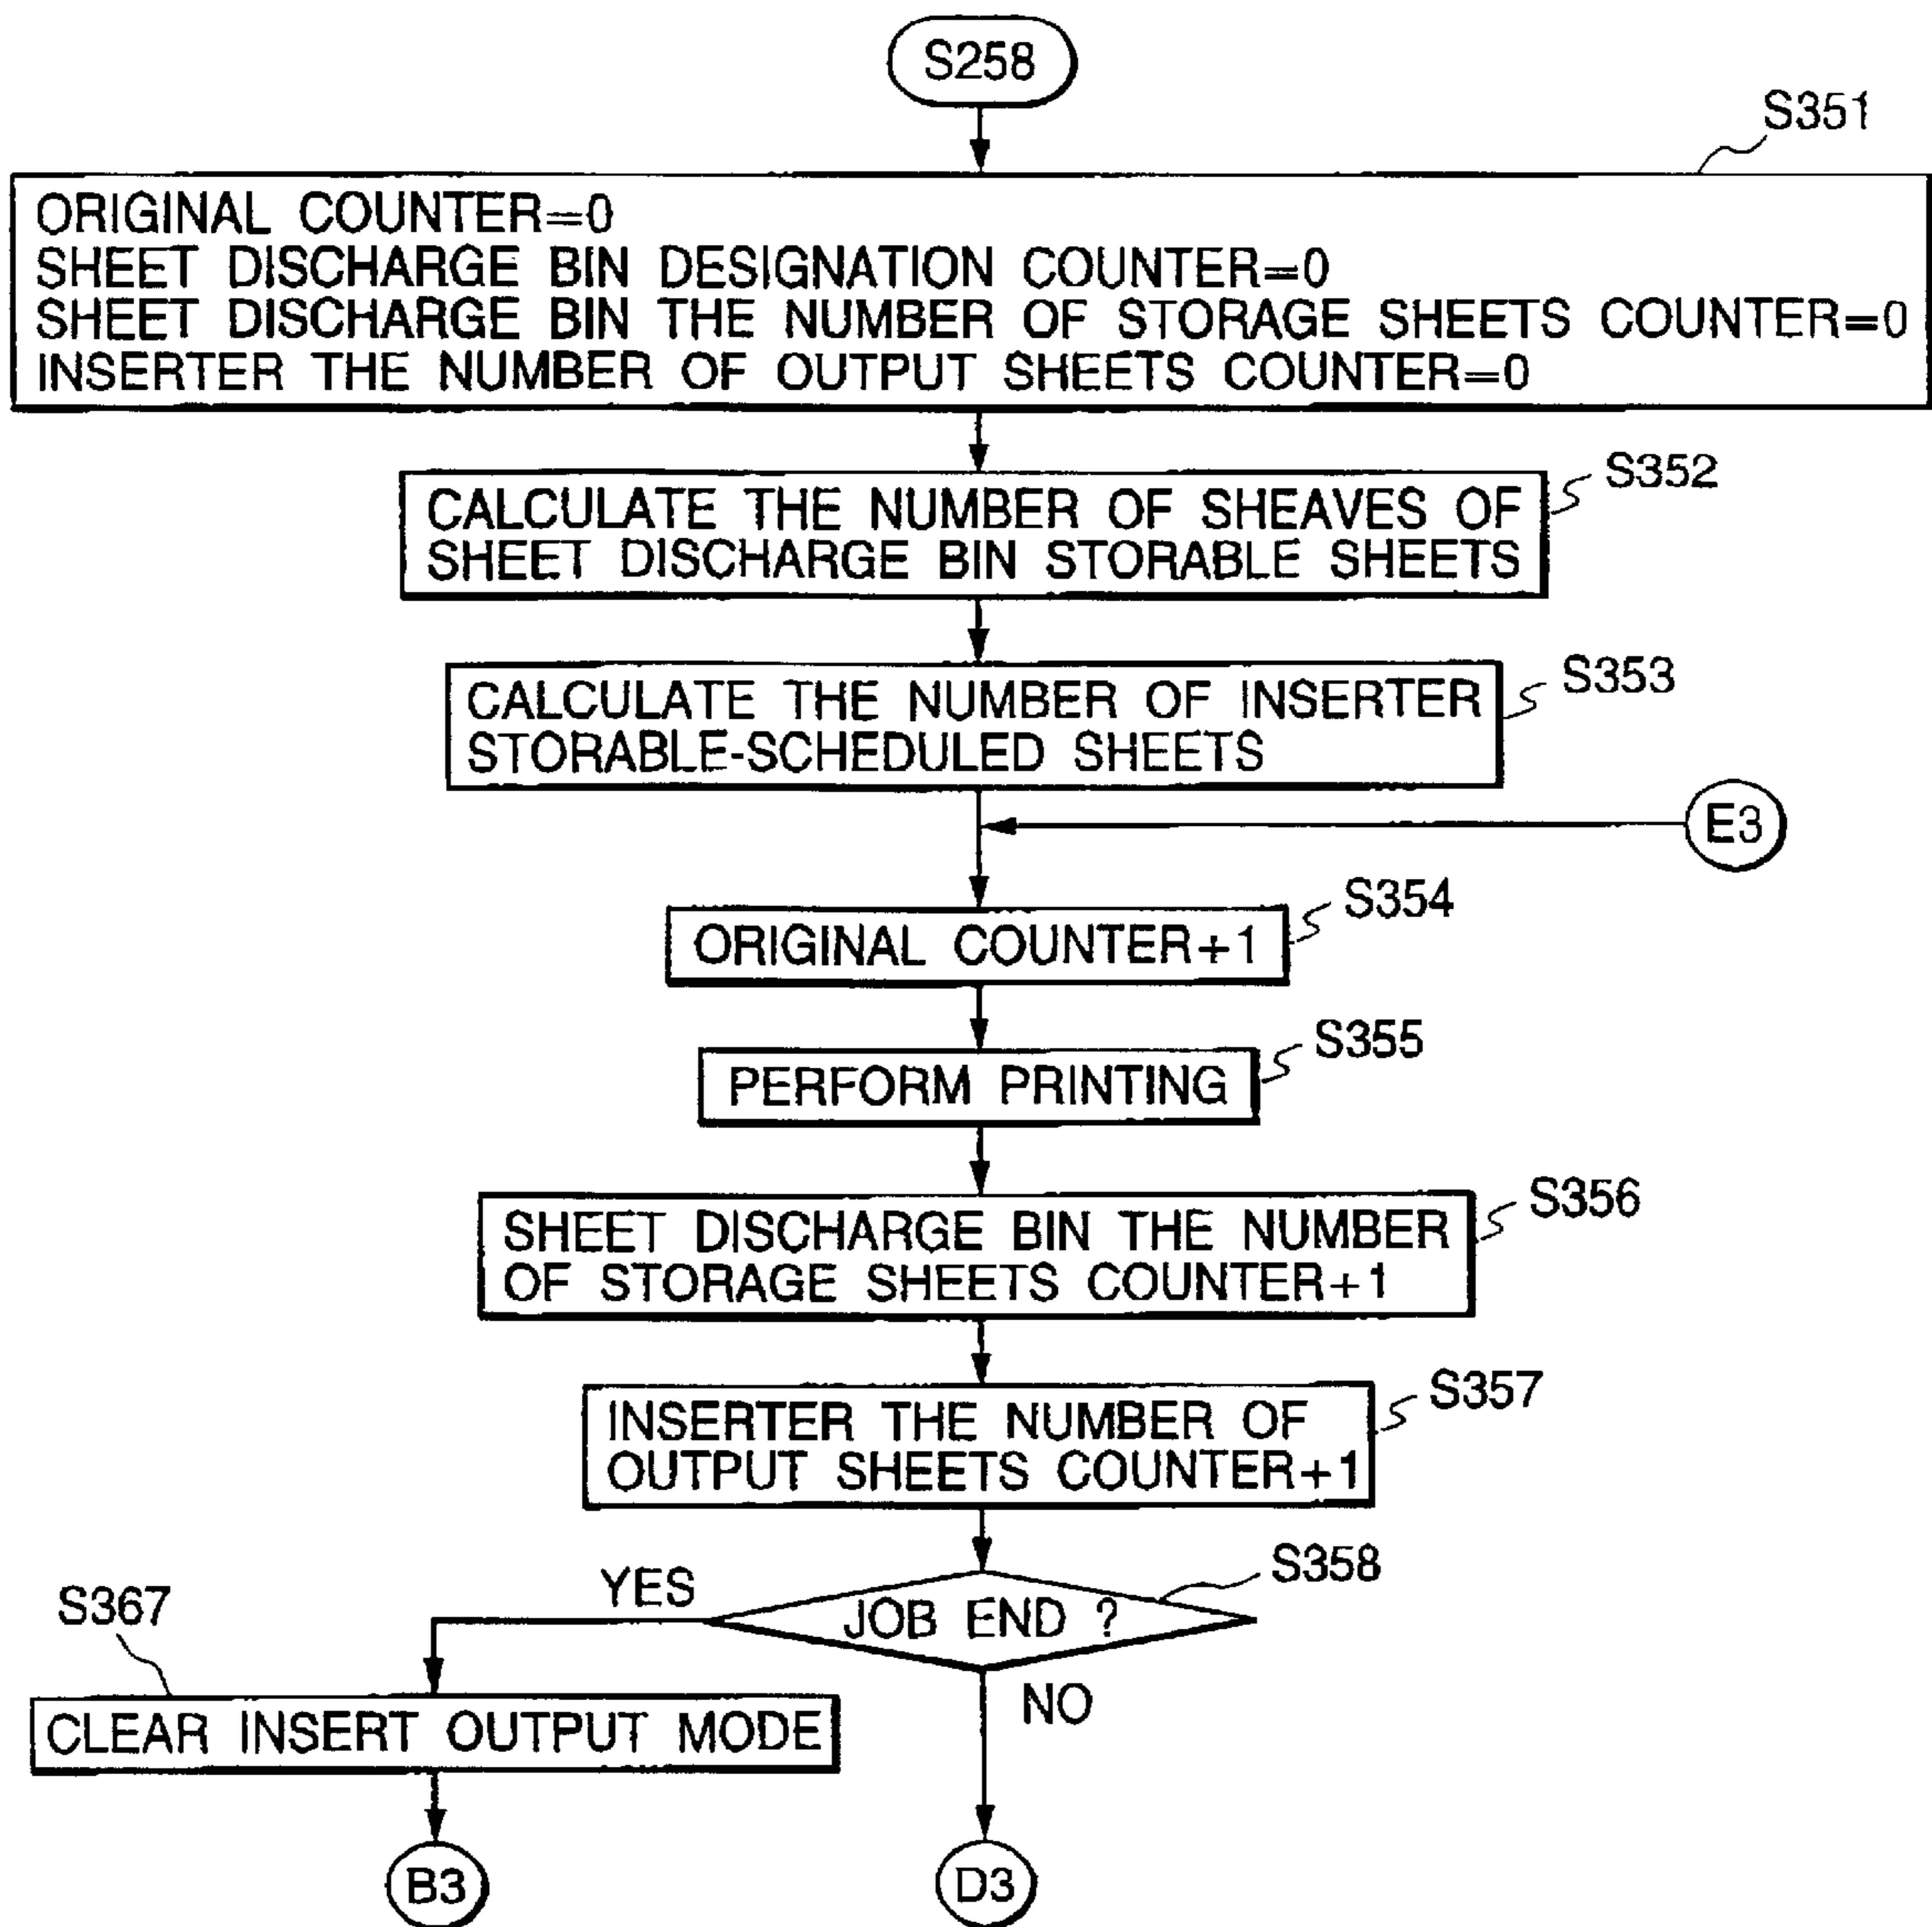 S258
S351
ORIGINAL COUNTER=0
SHEET DISCHARGE BIN DESIGNATION COUNTER=0
SHEET DISCHARGE BIN THE NUMBER OF STORAGE SHEETS COUNTER=0
INSERTER THE NUMBER OF OUTPUT SHEETS COUNTER=0
S352
CALCULATE THE NUMBER OF SHEAVES OF
SHEET DISCHARGE BIN STORABLE SHEETS
S353
CALCULATE THE NUMBER OF INSERTER
STORABLE-SCHEDULED SHEETS
E3
S354
ORIGINAL COUNTER+1
S355
PERFORM PRINTING
S356
SHEET DISCHARGE BIN THE NUMBER
OF STORAGE SHEETS COUNTER+1
S357
INSERTER THE NUMBER OF
OUTPUT SHEETS COUNTER+1
S358
YES
JOB END ?
S367
NO
CLEAR INSERT OUTPUT MODE
B3
D3